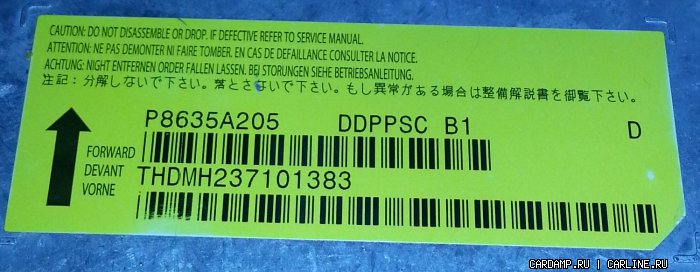 CAUTION: DO NOT DISASSEMBLE OR DROP. IF DEFECTIVE REFER TO SERVICE MANUAL.
ATTENTION: NE PAS DEMONTER NI FAIRE TOMBER. EN CAS DE DEFAILLANCE CONSULTER LA NOTICE.
ACHTUNG: NIGHT ENTFERNEN ORDER FALLEN LASSEN. BEI STORUNGEN SIEHE BETRIEBSANLEITUNG.
注記：分解しないで下さい。落とさないで下さい。もし異常がある場合は整備解説書を御覧下さい。
P8635A205 DDPPSC B1 D
FORWARD
DEVANT
VORNE
THDMH237101383
CARDAMP.RU | CARLINE.RU